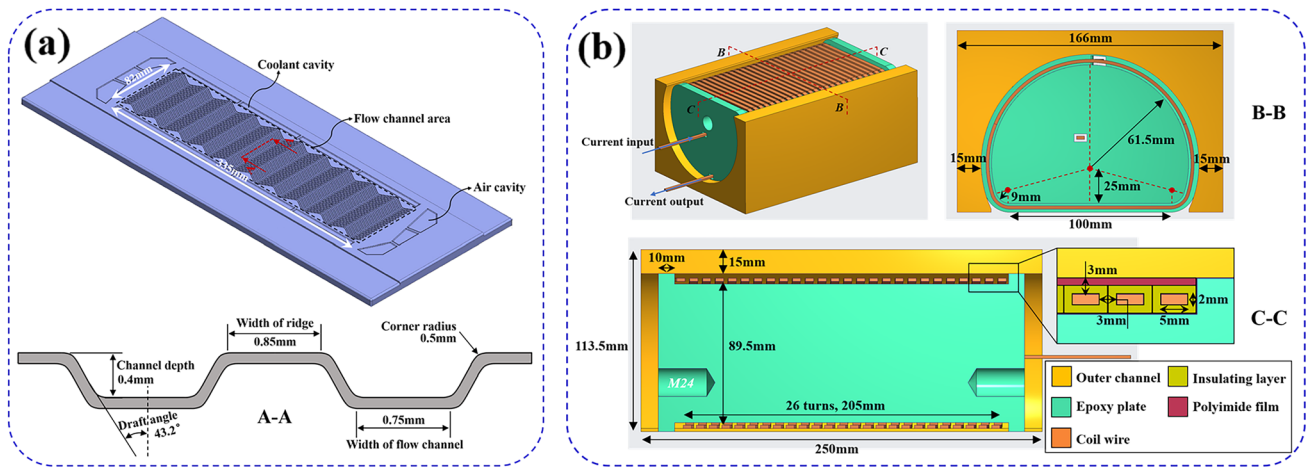 (a)
82mm
Coolant cavity
Flow channel area
335mm
Air cavity
Width of ridge
0.85mm
Corner radius
0.5mm
Channel depth
0.4mm
Draft angle
43.2°
A-A
0.75mm
Width of flow channel
(b)
B
C
C
B
Current input
Current output
166mm
B-B
61.5mm
15mm
15mm
9mm
25mm
100mm
10mm
15mm
3mm
2mm
3mm
5mm
C-C
113.5mm
89.5mm
M24
26 turns, 205mm
250mm
Outer channel
Insulating layer
Epoxy plate
Polyimide film
Coil wire